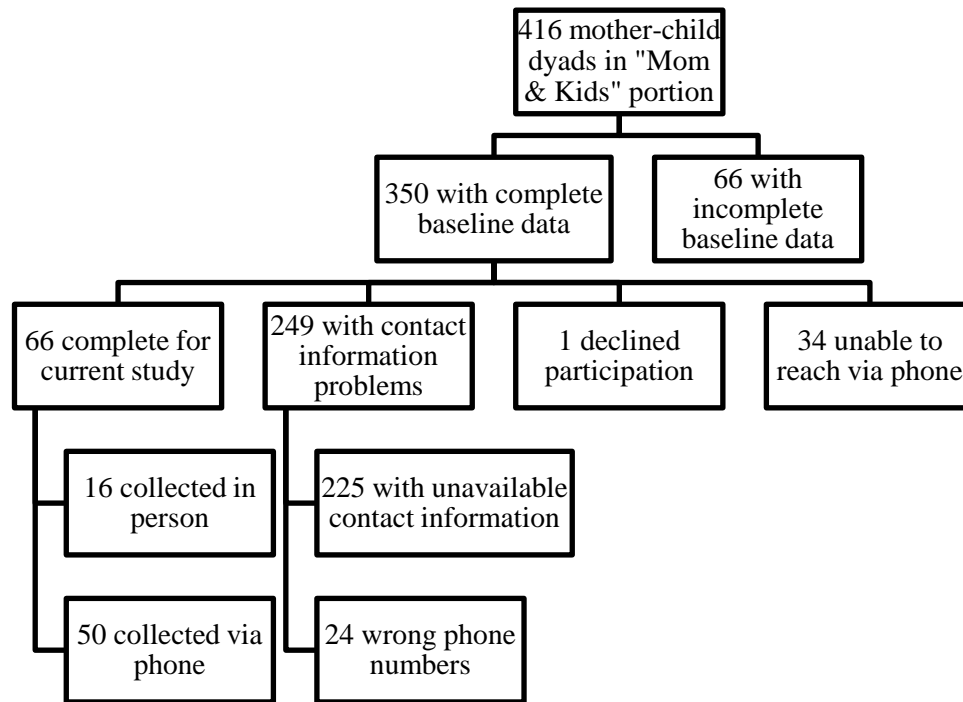 416 mother-child
dyads in "Mom
& Kids" portion
350 with complete
baseline data
66 with
incomplete
baseline data
66 complete for
current study
249 with contact
information
problems
1 declined
participation
34 unable to
reach via phone
16 collected in
person
225 with unavailable
contact information
50 collected via
phone
24 wrong phone
numbers